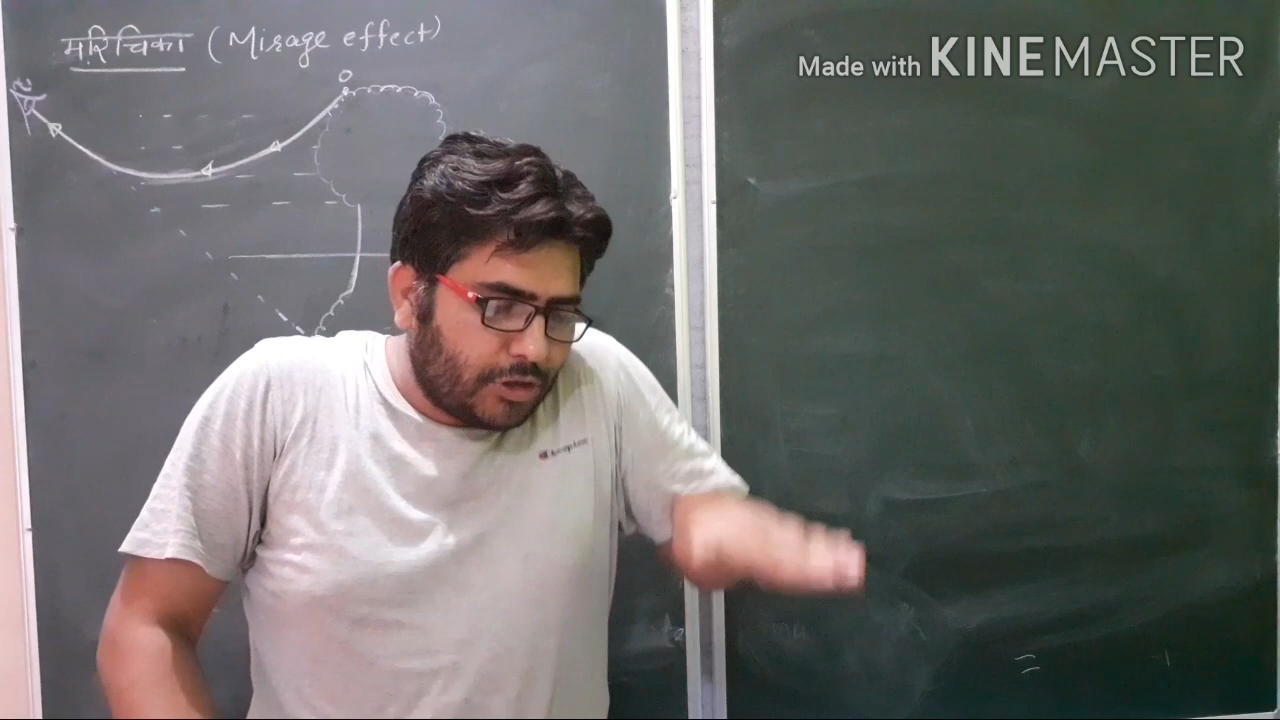 मरिचिका (Mirage effect)
Made with KINEMASTER
O
=